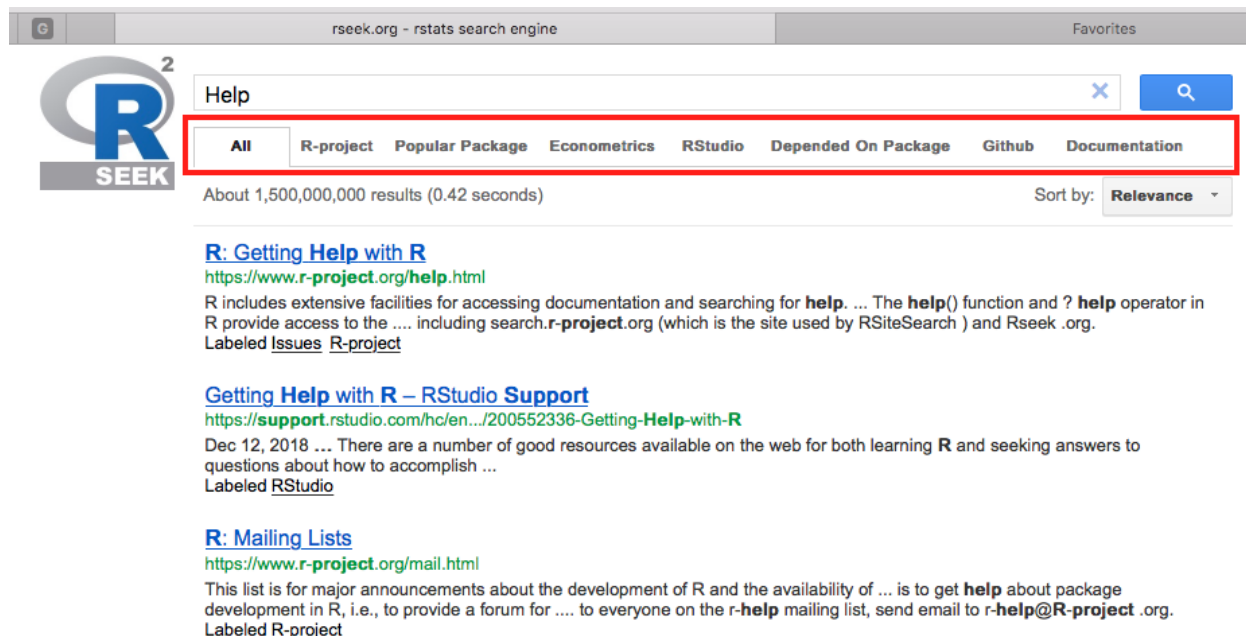 G
rseek.org - rstats search engine
Favorites
R
2
SEEK
Help
All R-project Popular Package Econometrics RStudio Depended On Package Github Documentation
About 1,500,000,000 results (0.42 seconds)
Sort by: Relevance
R: Getting Help with R
https://www.r-project.org/help.html
R includes extensive facilities for accessing documentation and searching for help. ... The help() function and ? help operator in
R provide access to the .... including search.r-project.org (which is the site used by RSiteSearch ) and Rseek .org.
Labeled Issues R-project
Getting Help with R – RStudio Support
https://support.rstudio.com/hc/en.../200552336-Getting-Help-with-R
Dec 12, 2018 ... There are a number of good resources available on the web for both learning R and seeking answers to
questions about how to accomplish ...
Labeled RStudio
R: Mailing Lists
https://www.r-project.org/mail.html
This list is for major announcements about the development of R and the availability of ... is to get help about package
development in R, i.e., to provide a forum for .... to everyone on the r-help mailing list, send email to r-help@R-project .org.
Labeled R-project